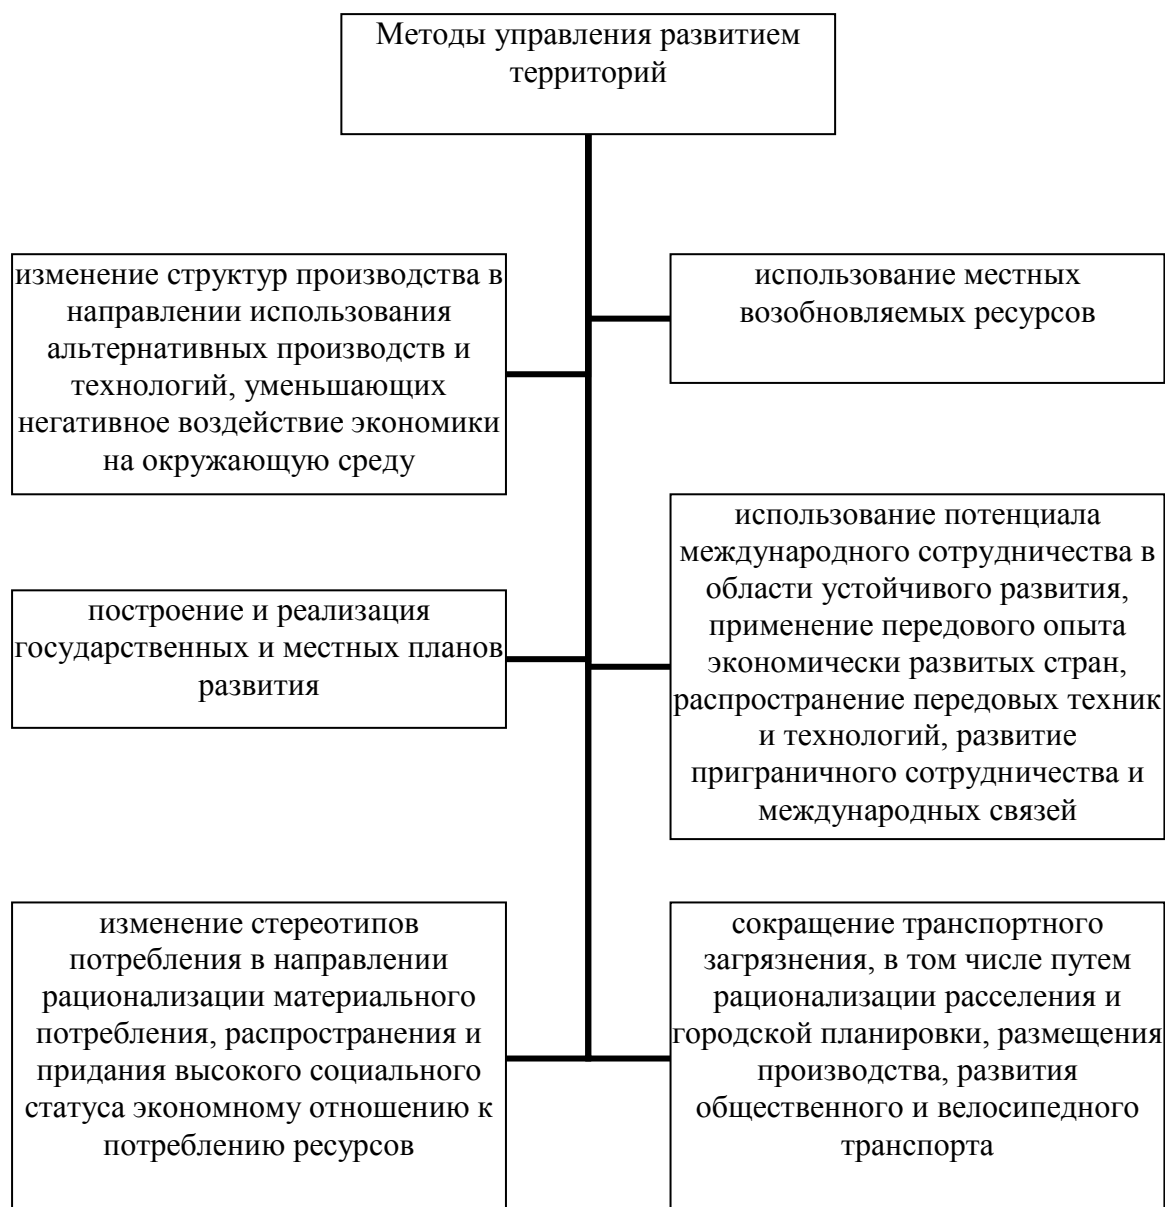 Методы управления развитием
территорий
изменение структур производства в
направлении использования
альтернативных производств и
технологий, уменьшающих
негативное воздействие экономики
на окружающую среду
использование местных
возобновляемых ресурсов
построение и реализация
государственных и местных планов
развития
использование потенциала
международного сотрудничества в
области устойчивого развития,
применение передового опыта
экономически развитых стран,
распространение передовых техник
и технологий, развитие
приграничного сотрудничества и
международных связей
изменение стереотипов
потребления в направлении
рационализации материального
потребления, распространения и
придания высокого социального
статуса экономному отношению к
потреблению ресурсов
сокращение транспортного
загрязнения, в том числе путем
рационализации расселения и
городской планировки, размещения
производства, развития
общественного и велосипедного
транспорта